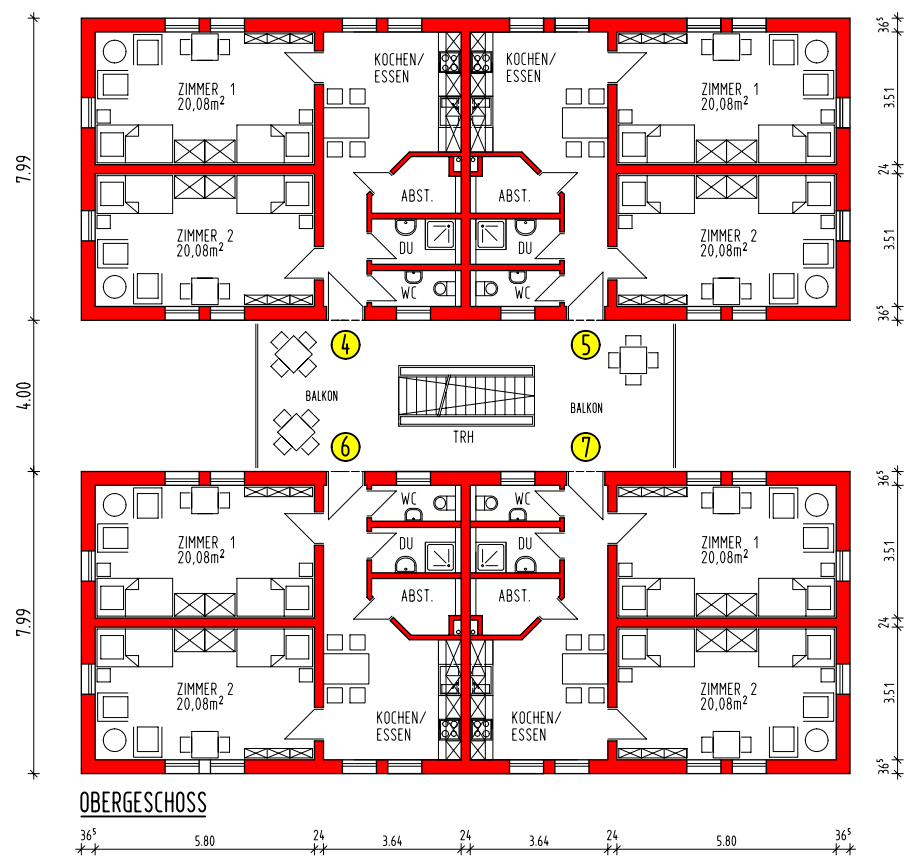 KOCHEN/
ESSEN
KOCHEN/
ESSEN
ZIMMER 1
20,08m²
ZIMMER 1
20,08m²
ABST.
ABST.
ZIMMER 2
20,08m²
DU
DU
ZIMMER 2
20,08m²
WC
WC
4
5
BALKON
BALKON
TRH
6
7
WC
WC
ZIMMER 1
20,08m²
DU
DU
ZIMMER 1
20,08m²
ABST.
ABST.
ZIMMER 2
20,08m²
ZIMMER 2
20,08m²
KOCHEN/
ESSEN
KOCHEN/
ESSEN
7.99
4.00
7.99
36⁵
3.51
24
3.51
36⁵
36⁵
3.51
24
3.51
36⁵
OBERGESCHOSS
36⁵ 5.80 24 3.64 24 3.64 24 5.80 36⁵